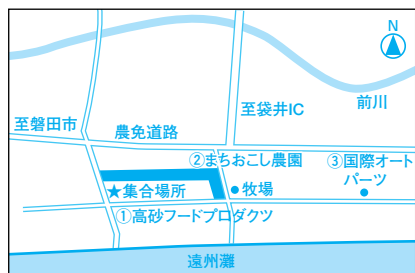 N
前川
至袋井IC
至磐田市
農免道路
②まちおこし農園
③国際オート
パーツ
★集合場所
牧場
①高砂フードプロダクツ
遠州灘